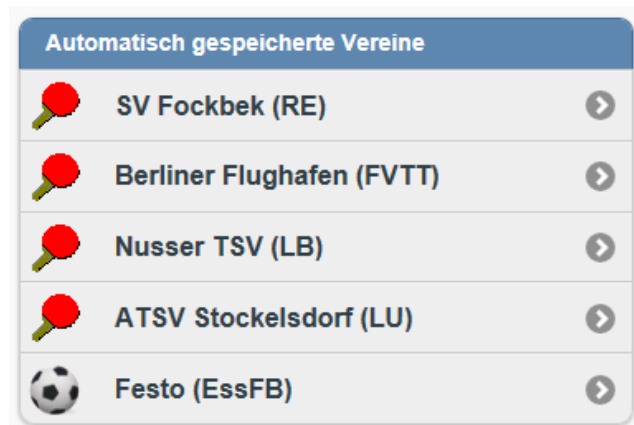 Automatisch gespeicherte Vereine
SV Fockbek (RE)
Berliner Flughafen (FVTT)
Nusser TSV (LB)
ATSV Stockelsdorf (LU)
Festo (EssFB)